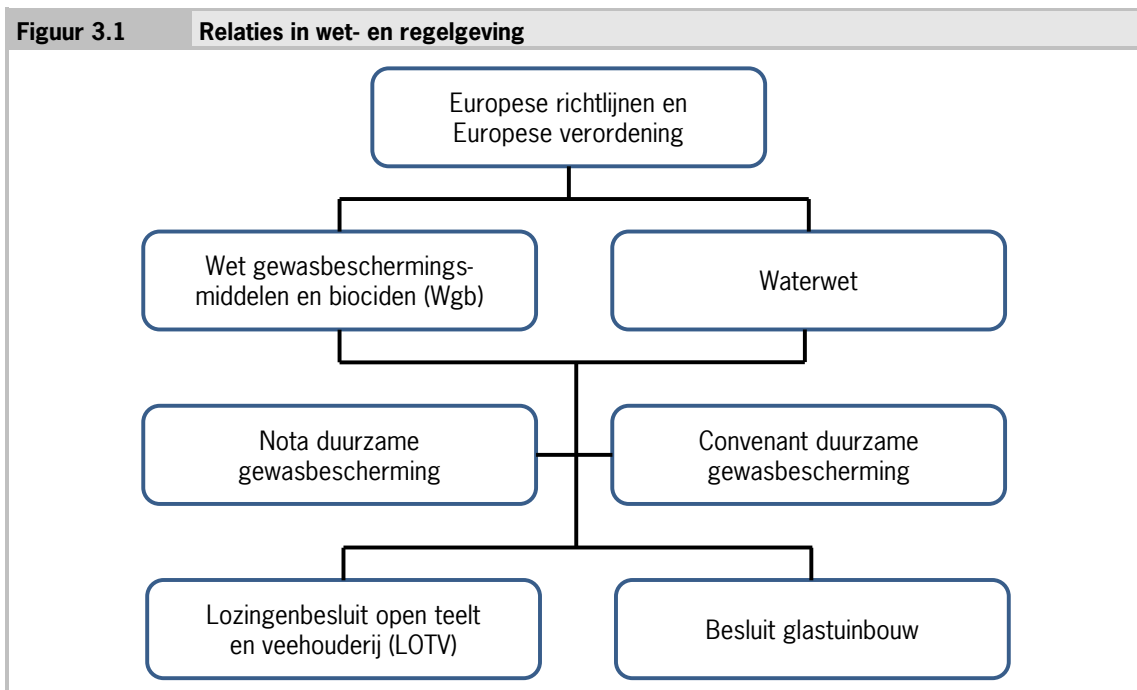 Figuur 3.1 Relaties in wet- en regelgeving
Europese richtlijnen en
Europese verordening
Wet gewasbeschermings-
middelen en biociden (Wgb)
Waterwet
Nota duurzame
gewasbescherming
Convenant duurzame
gewasbescherming
Lozingenbesluit open teelt
en veehouderij (LOTV)
Besluit glastuinbouw